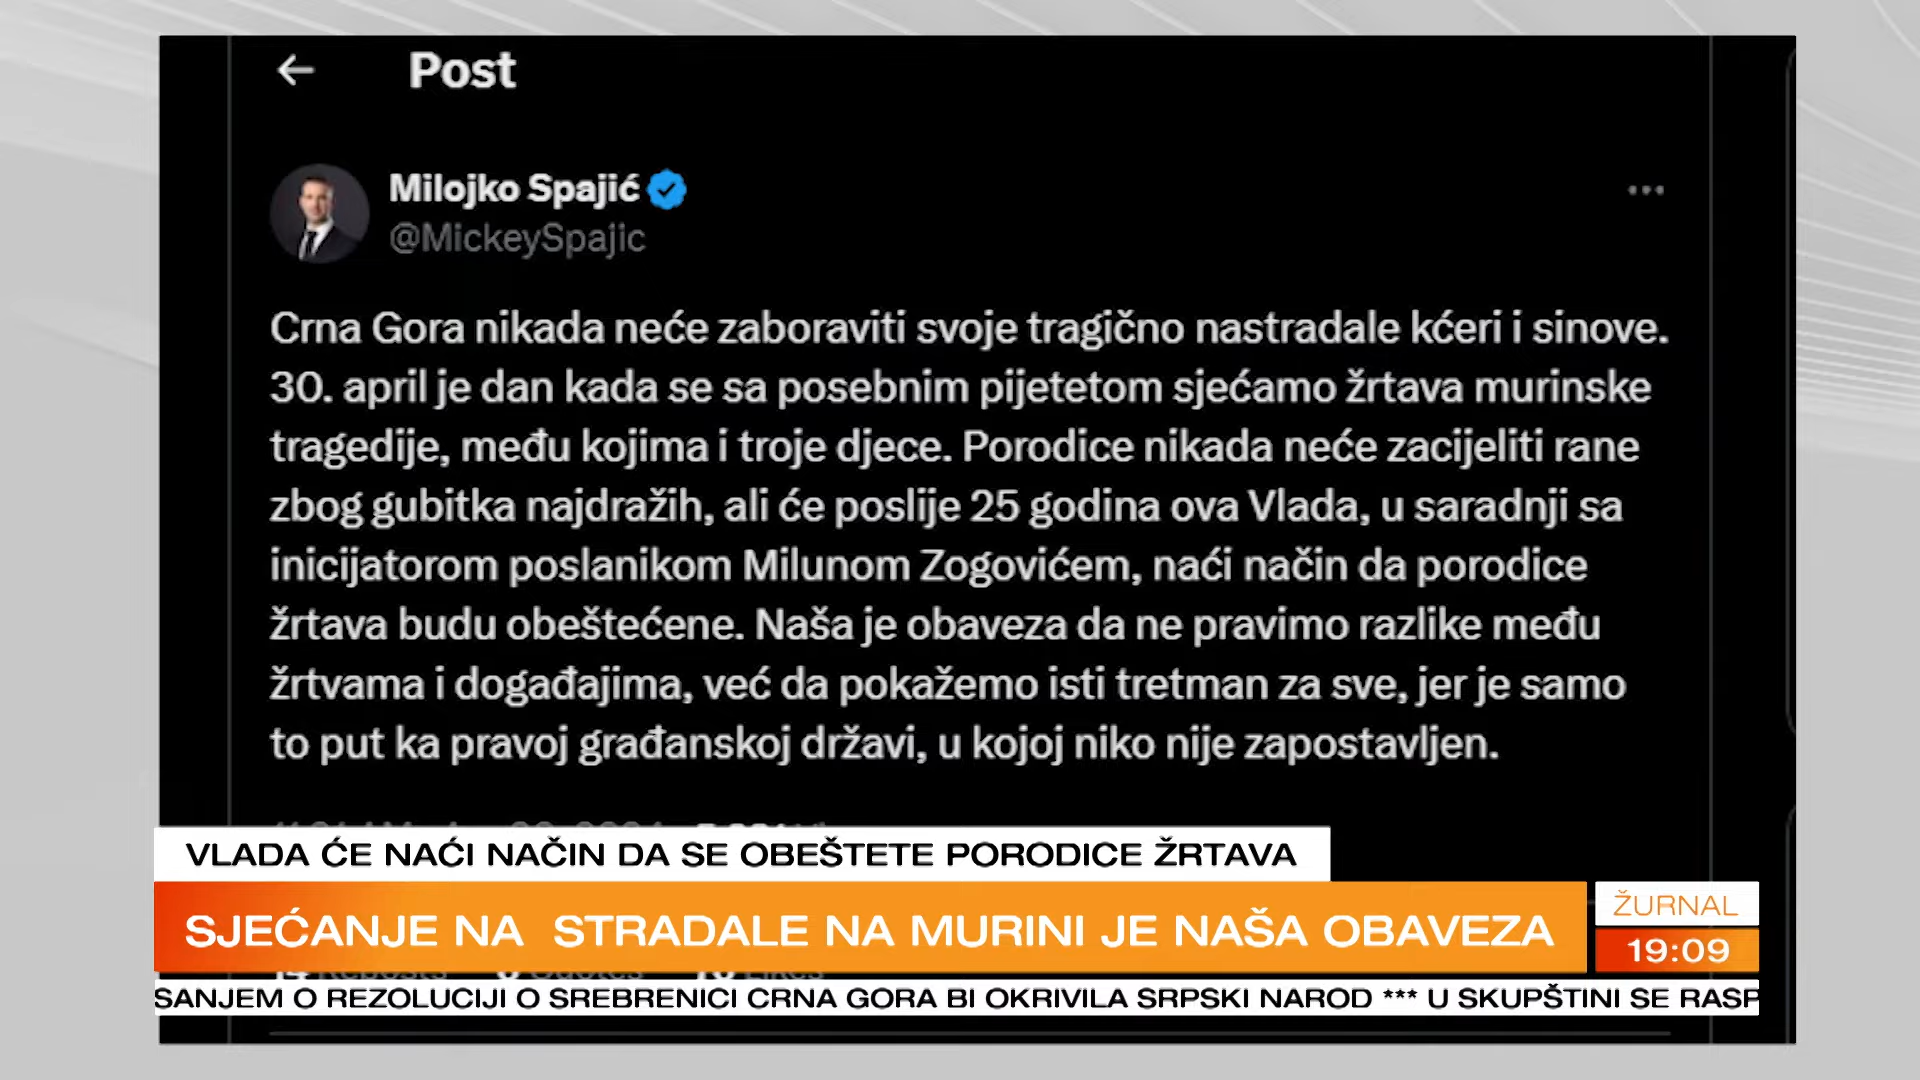 Post
Milojko Spajić
@MickeySpajic
Crna Gora nikada neće zaboraviti svoje tragično nastradale kćeri i sinove.
30. april je dan kada se sa posebnim pijetetom sjećamo žrtava murinske
tragedije, među kojima i troje djece. Porodice nikada neće zacijeliti rane
zbog gubitka najdražih, ali će poslije 25 godina ova Vlada, u saradnji sa
inicijatorom poslanikom Milunom Zogovićem, naći način da porodice
žrtava budu obeštećene. Naša je obaveza da ne pravimo razlike među
žrtvama i događajima, već da pokažemo isti tretman za sve, jer je samo
to put ka pravoj građanskoj državi, u kojoj niko nije zapostavljen.
VLADA ĆE NAĆI NAČIN DA SE OBEŠTETE PORODICE ŽRTAVA
SJEĆANJE NA STRADALE NA MURINI JE NAŠA OBAVEZA
ŽURNAL
19:09
SANJEM O REZOLUCIJI O SREBRENICI CRNA GORA BI OKRIVILA SRPSKI NAROD *** U SKUPŠTINI SE RASP